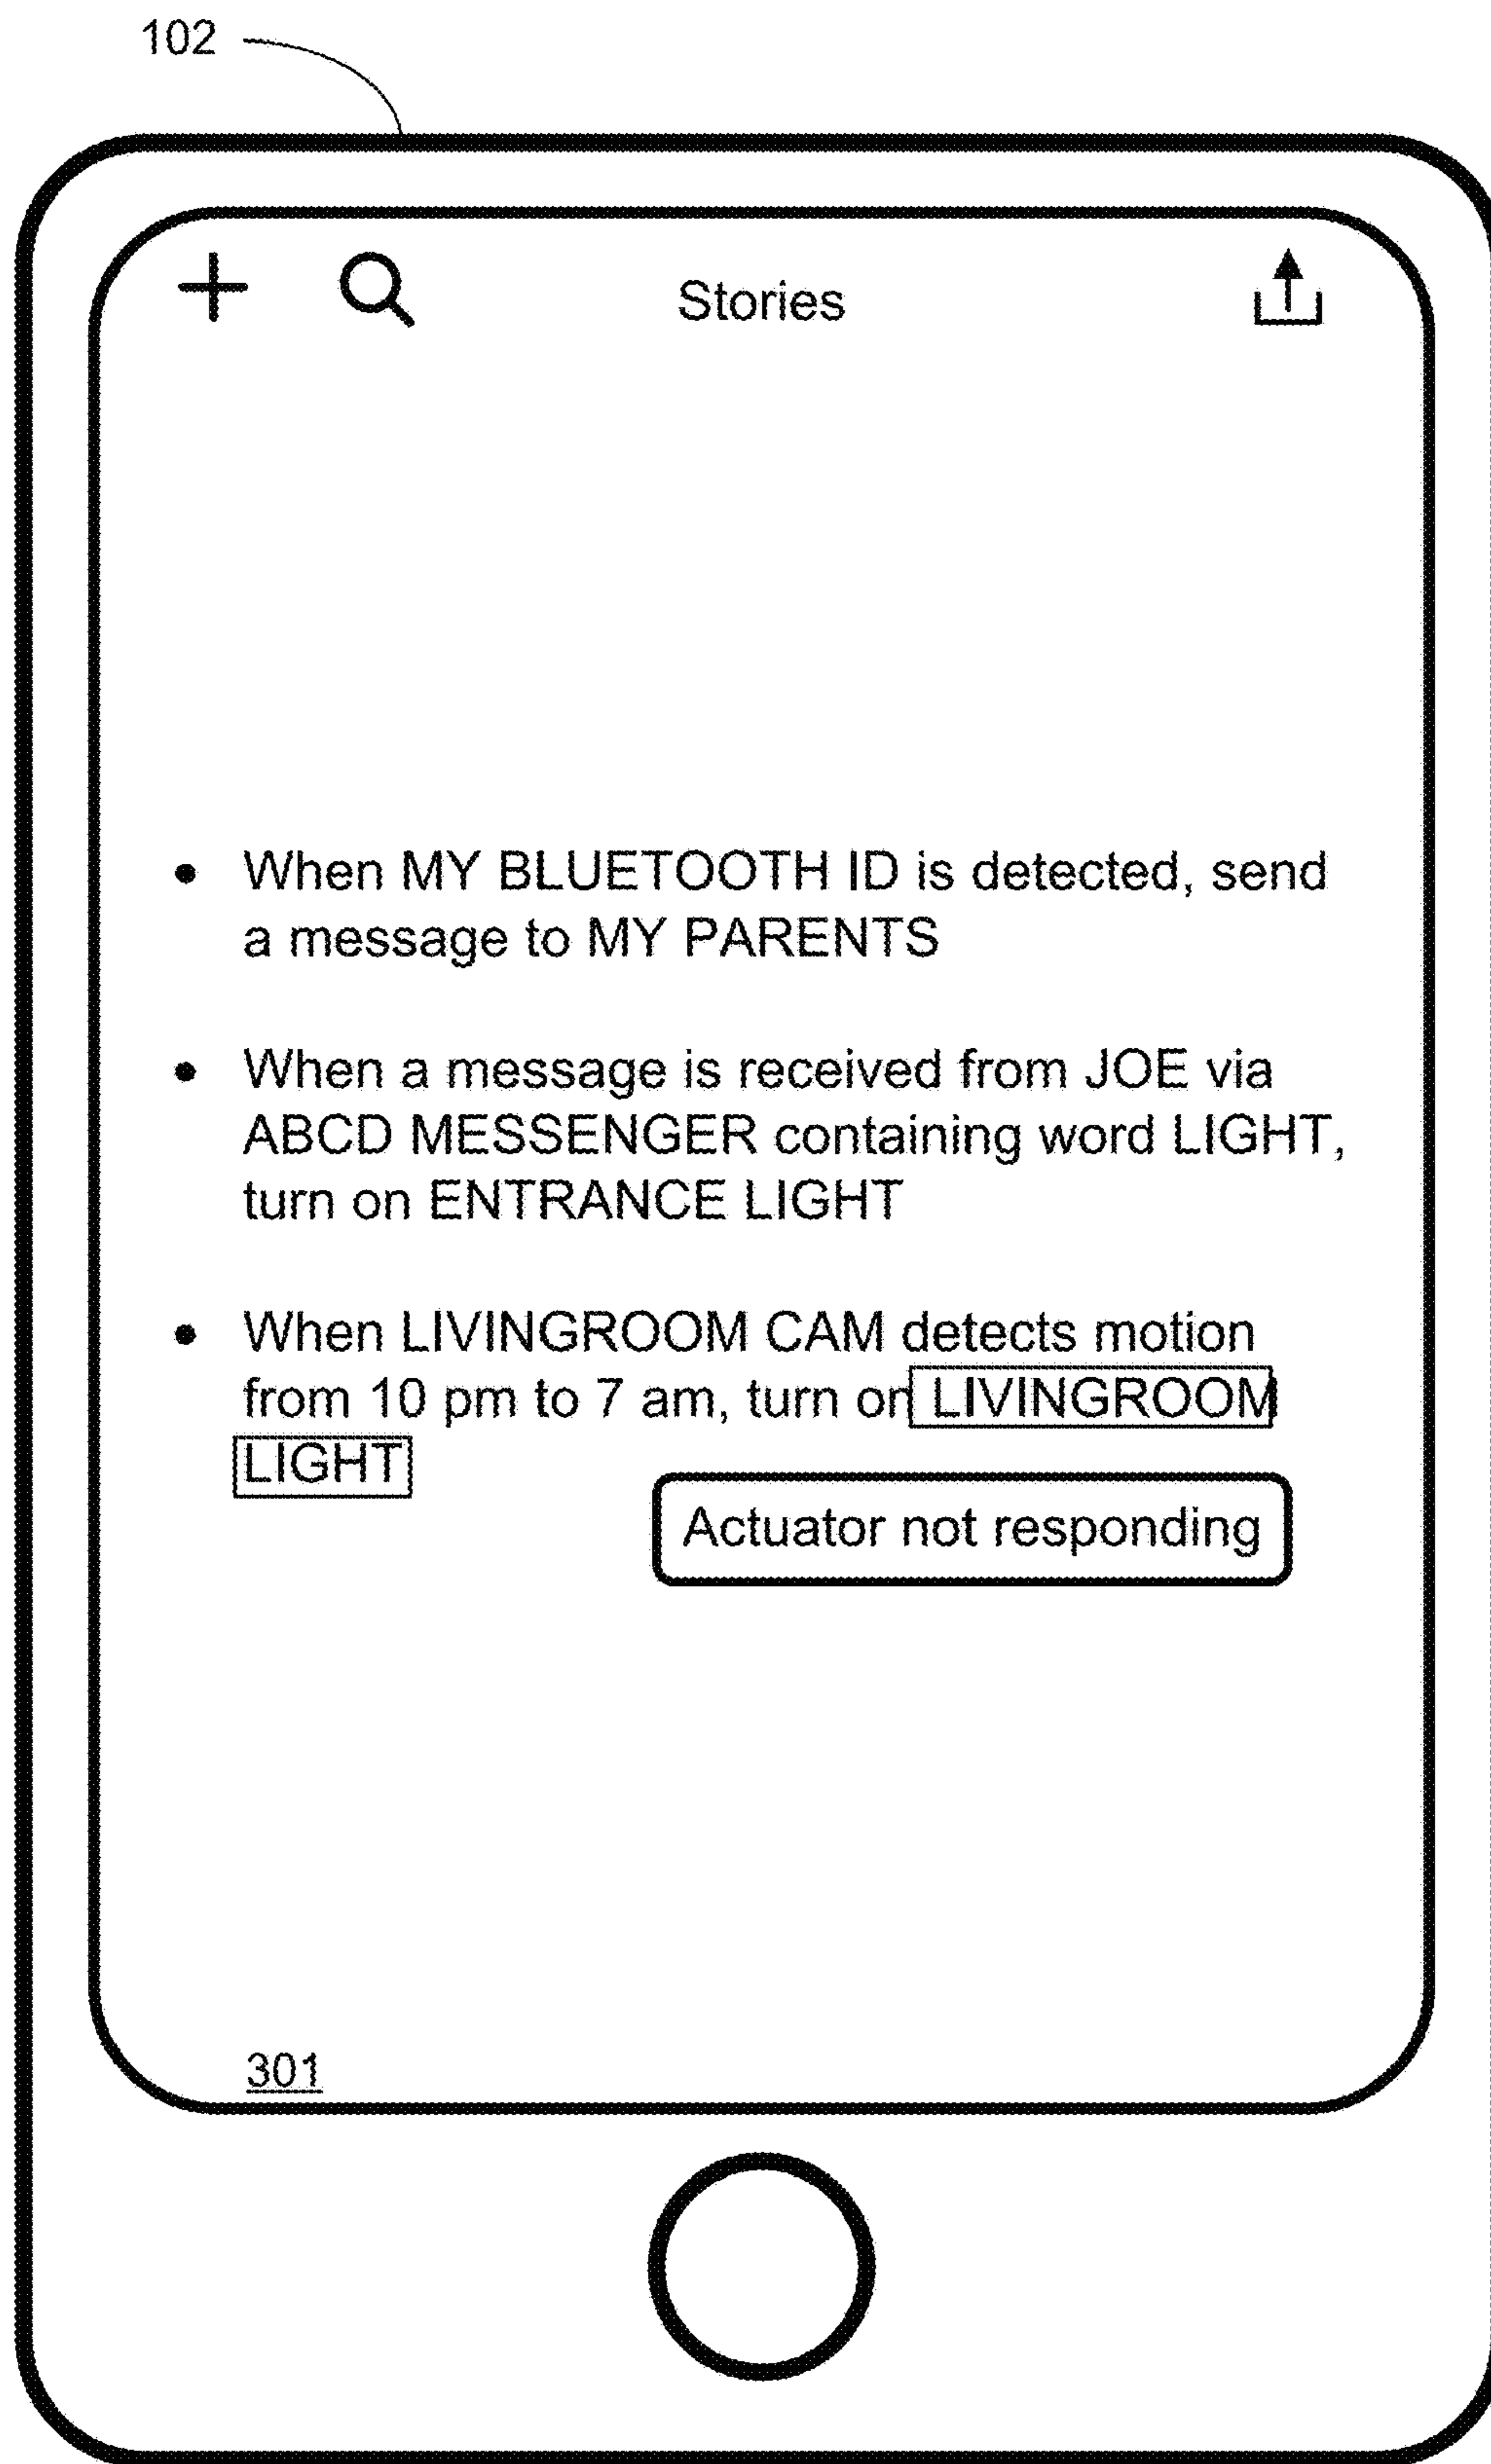 102
Stories
• When MY BLUETOOTH ID is detected, send
a message to MY PARENTS
• When a message is received from JOE via
ABCD MESSENGER containing word LIGHT,
turn on ENTRANCE LIGHT
• When LIVINGROOM CAM detects motion
from 10 pm to 7 am, turn on LIVINGROOM
LIGHT
Actuator not responding
301